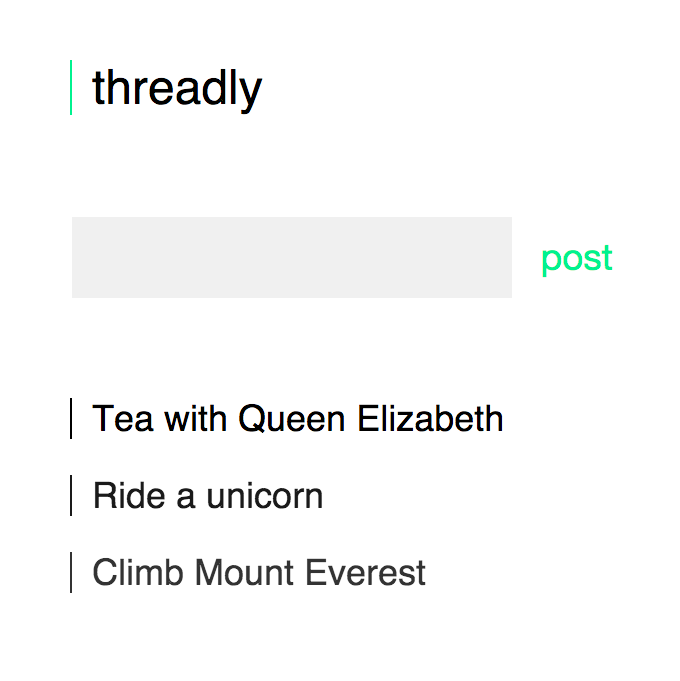 threadly
post
Tea with Queen Elizabeth
Ride a unicorn
Climb Mount Everest